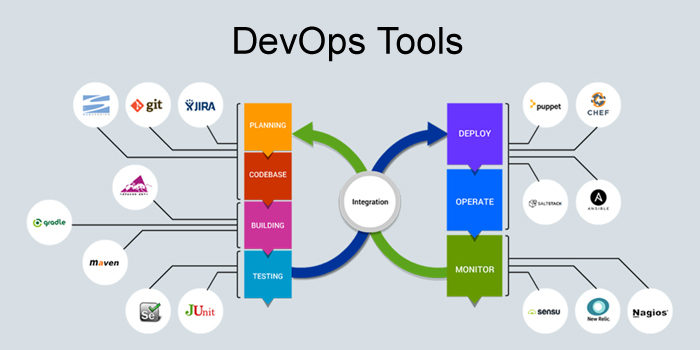 DevOps Tools
git
JIRA
PLANNING
CODEBASE
BUILDING
TESTING
gradle
maven
Se
JUnit
Integration
DEPLOY
OPERATE
MONITOR
puppet
CHEF
SALTSTACK
ANSIBLE
sensu
New Relic.
Nagios®